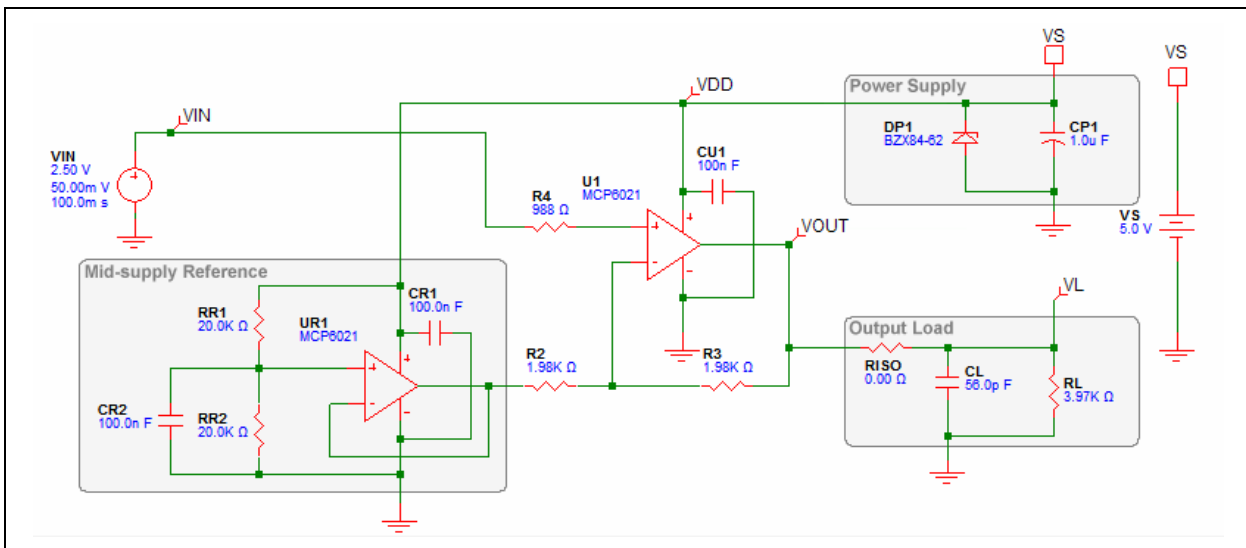 VS
VS
VDD
Power Supply
VIN
DP1
BZX84-62
CP1
1.0u F
VIN
2.50 V
50.00m V
100.0m s
CU1
100n F
U1
MCP6021
R4
988 Ω
VOUT
VS
5.0 V
Mid-supply Reference
CR1
100.0n F
VL
RR1
20.0K Ω
UR1
MCP6021
Output Load
R2
1.98K Ω
R3
1.98K Ω
RISO
0.00 Ω
CL
56.0p F
RL
3.97K Ω
CR2
100.0n F
RR2
20.0K Ω